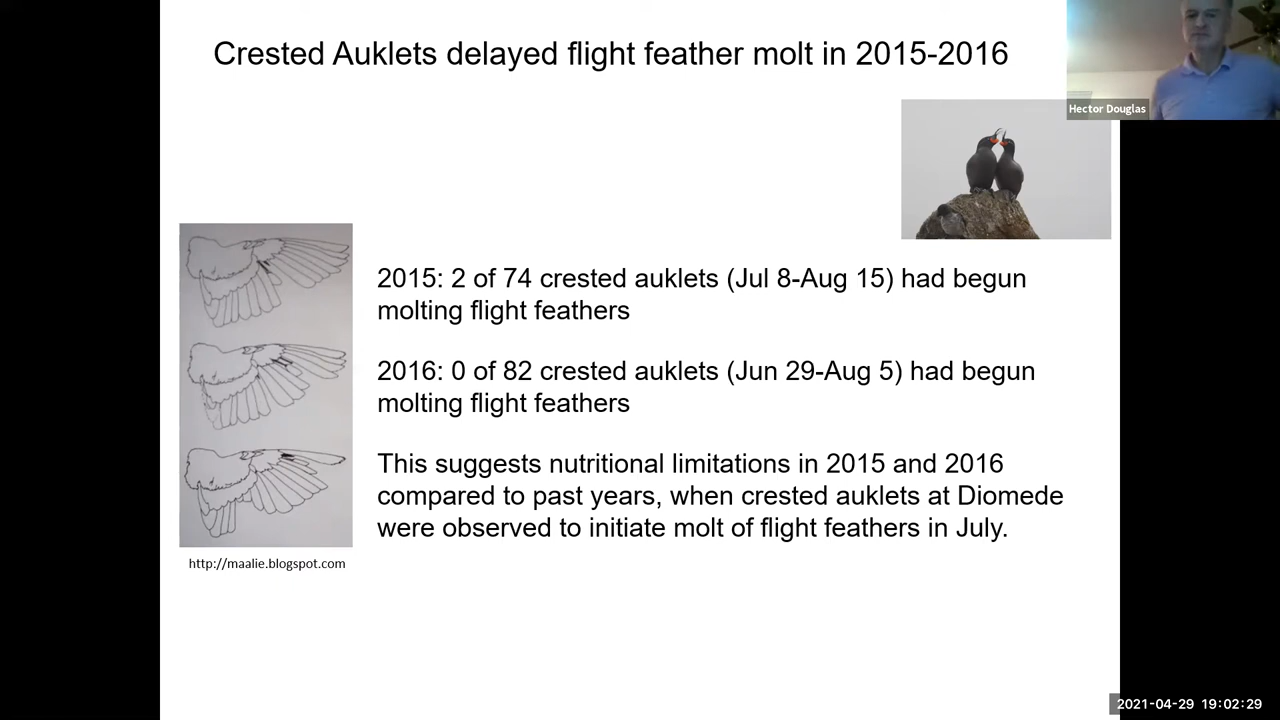 Crested Auklets delayed flight feather molt in 2015-2016
Hector Douglas
2015: 2 of 74 crested auklets (Jul 8-Aug 15) had begun
molting flight feathers
2016: 0 of 82 crested auklets (Jun 29-Aug 5) had begun
molting flight feathers
This suggests nutritional limitations in 2015 and 2016
compared to past years, when crested auklets at Diomede
were observed to initiate molt of flight feathers in July.
http://maalie.blogspot.com
2021-04-29 19:02:29